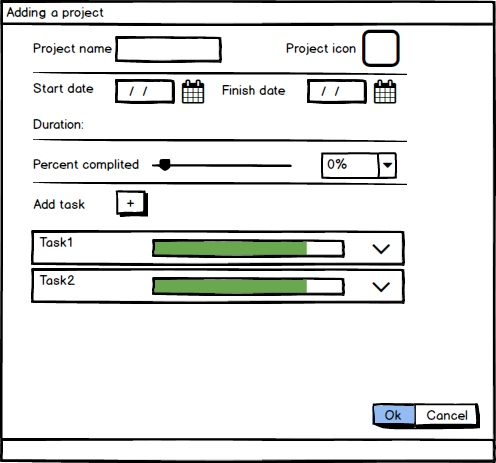 Adding a project
Project name
Project icon
Start date / / Finish date / /
Duration:
Percent complited 0%
Add task +
Task1
Task2
Ok Cancel